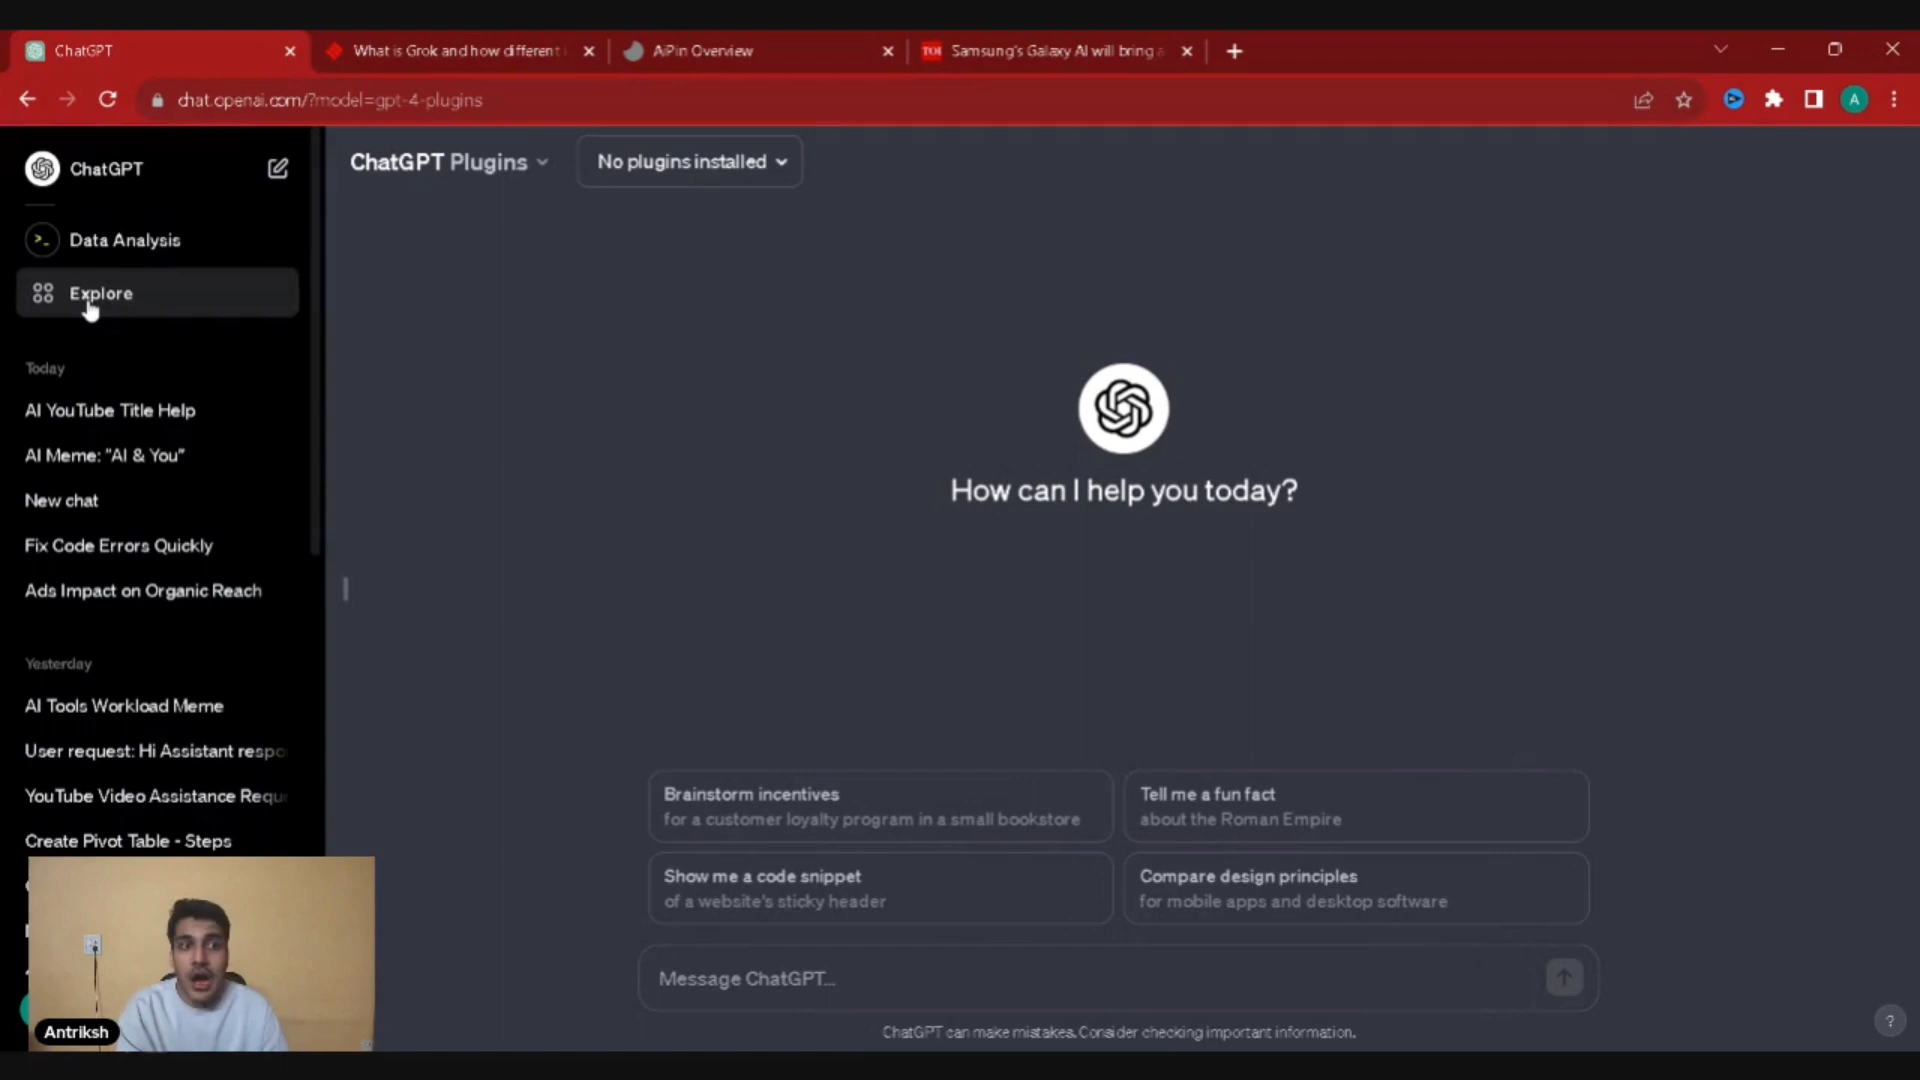 ChatGPT
What is Grok and how different
AiPin Overview
TOI
Samsung's Galaxy AI will bring a
chat.openai.com/?model=gpt-4-plugins
A
ChatGPT
Data Analysis
Explore
Today
AI YouTube Title Help
AI Meme: "AI & You"
New chat
Fix Code Errors Quickly
Ads Impact on Organic Reach
Yesterday
AI Tools Workload Meme
User request: Hi Assistant respo
YouTube Video Assistance Requ
Create Pivot Table - Steps
Antriksh
ChatGPT Plugins
No plugins installed
How can I help you today?
Brainstorm incentives
for a customer loyalty program in a small bookstore
Tell me a fun fact
about the Roman Empire
Show me a code snippet
of a website's sticky header
Compare design principles
for mobile apps and desktop software
Message ChatGPT...
ChatGPT can make mistakes. Consider checking important information.
?